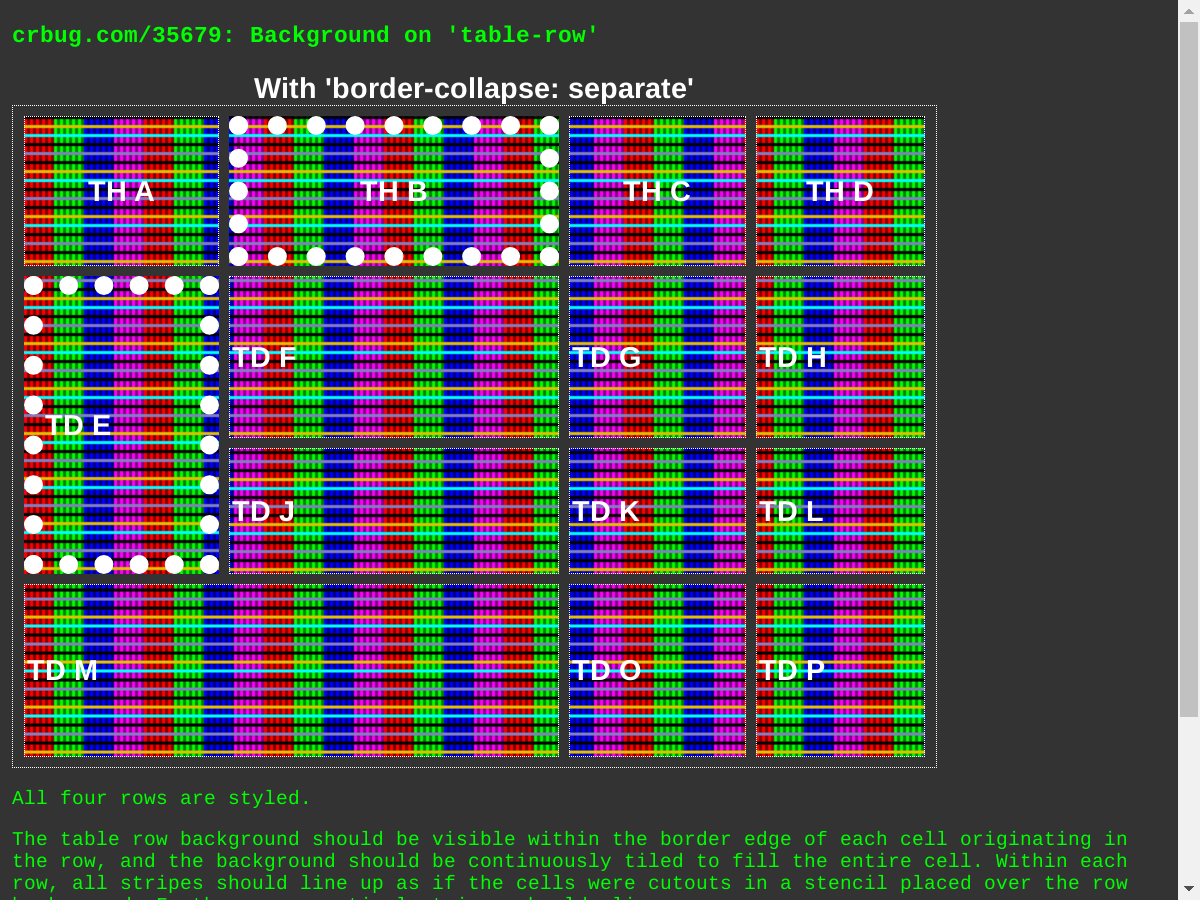 crbug.com/35679: Background on 'table-row'
With 'border-collapse: separate'
TH A TH B TH C TH D
TD E TD F TD G TD H
TD J TD K TD L
TD M TD O TD P
All four rows are styled.
The table row background should be visible within the border edge of each cell originating in
the row, and the background should be continuously tiled to fill the entire cell. Within each
row, all stripes should line up as if the cells were cutouts in a stencil placed over the row